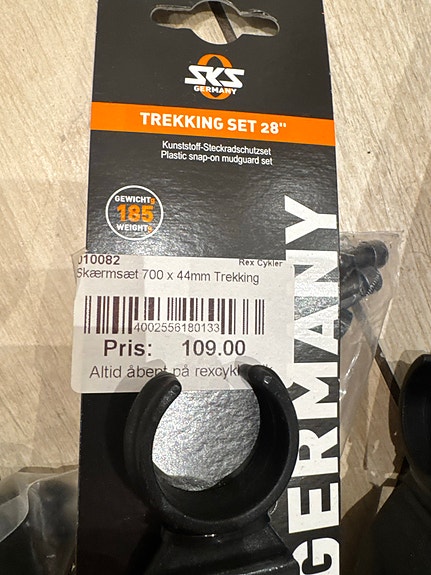 SKS
GERMANY
TREKKING SET 28"
Kunststoff-Steckradschutzset
Plastic snap-on mudguard set
GEWICHT g
185
WEIGHT g
010082 Rex Cykler
Skærmsæt 700 x 44mm Trekking
4002556180133
Pris: 109.00
Altid åbent på
GERMANY